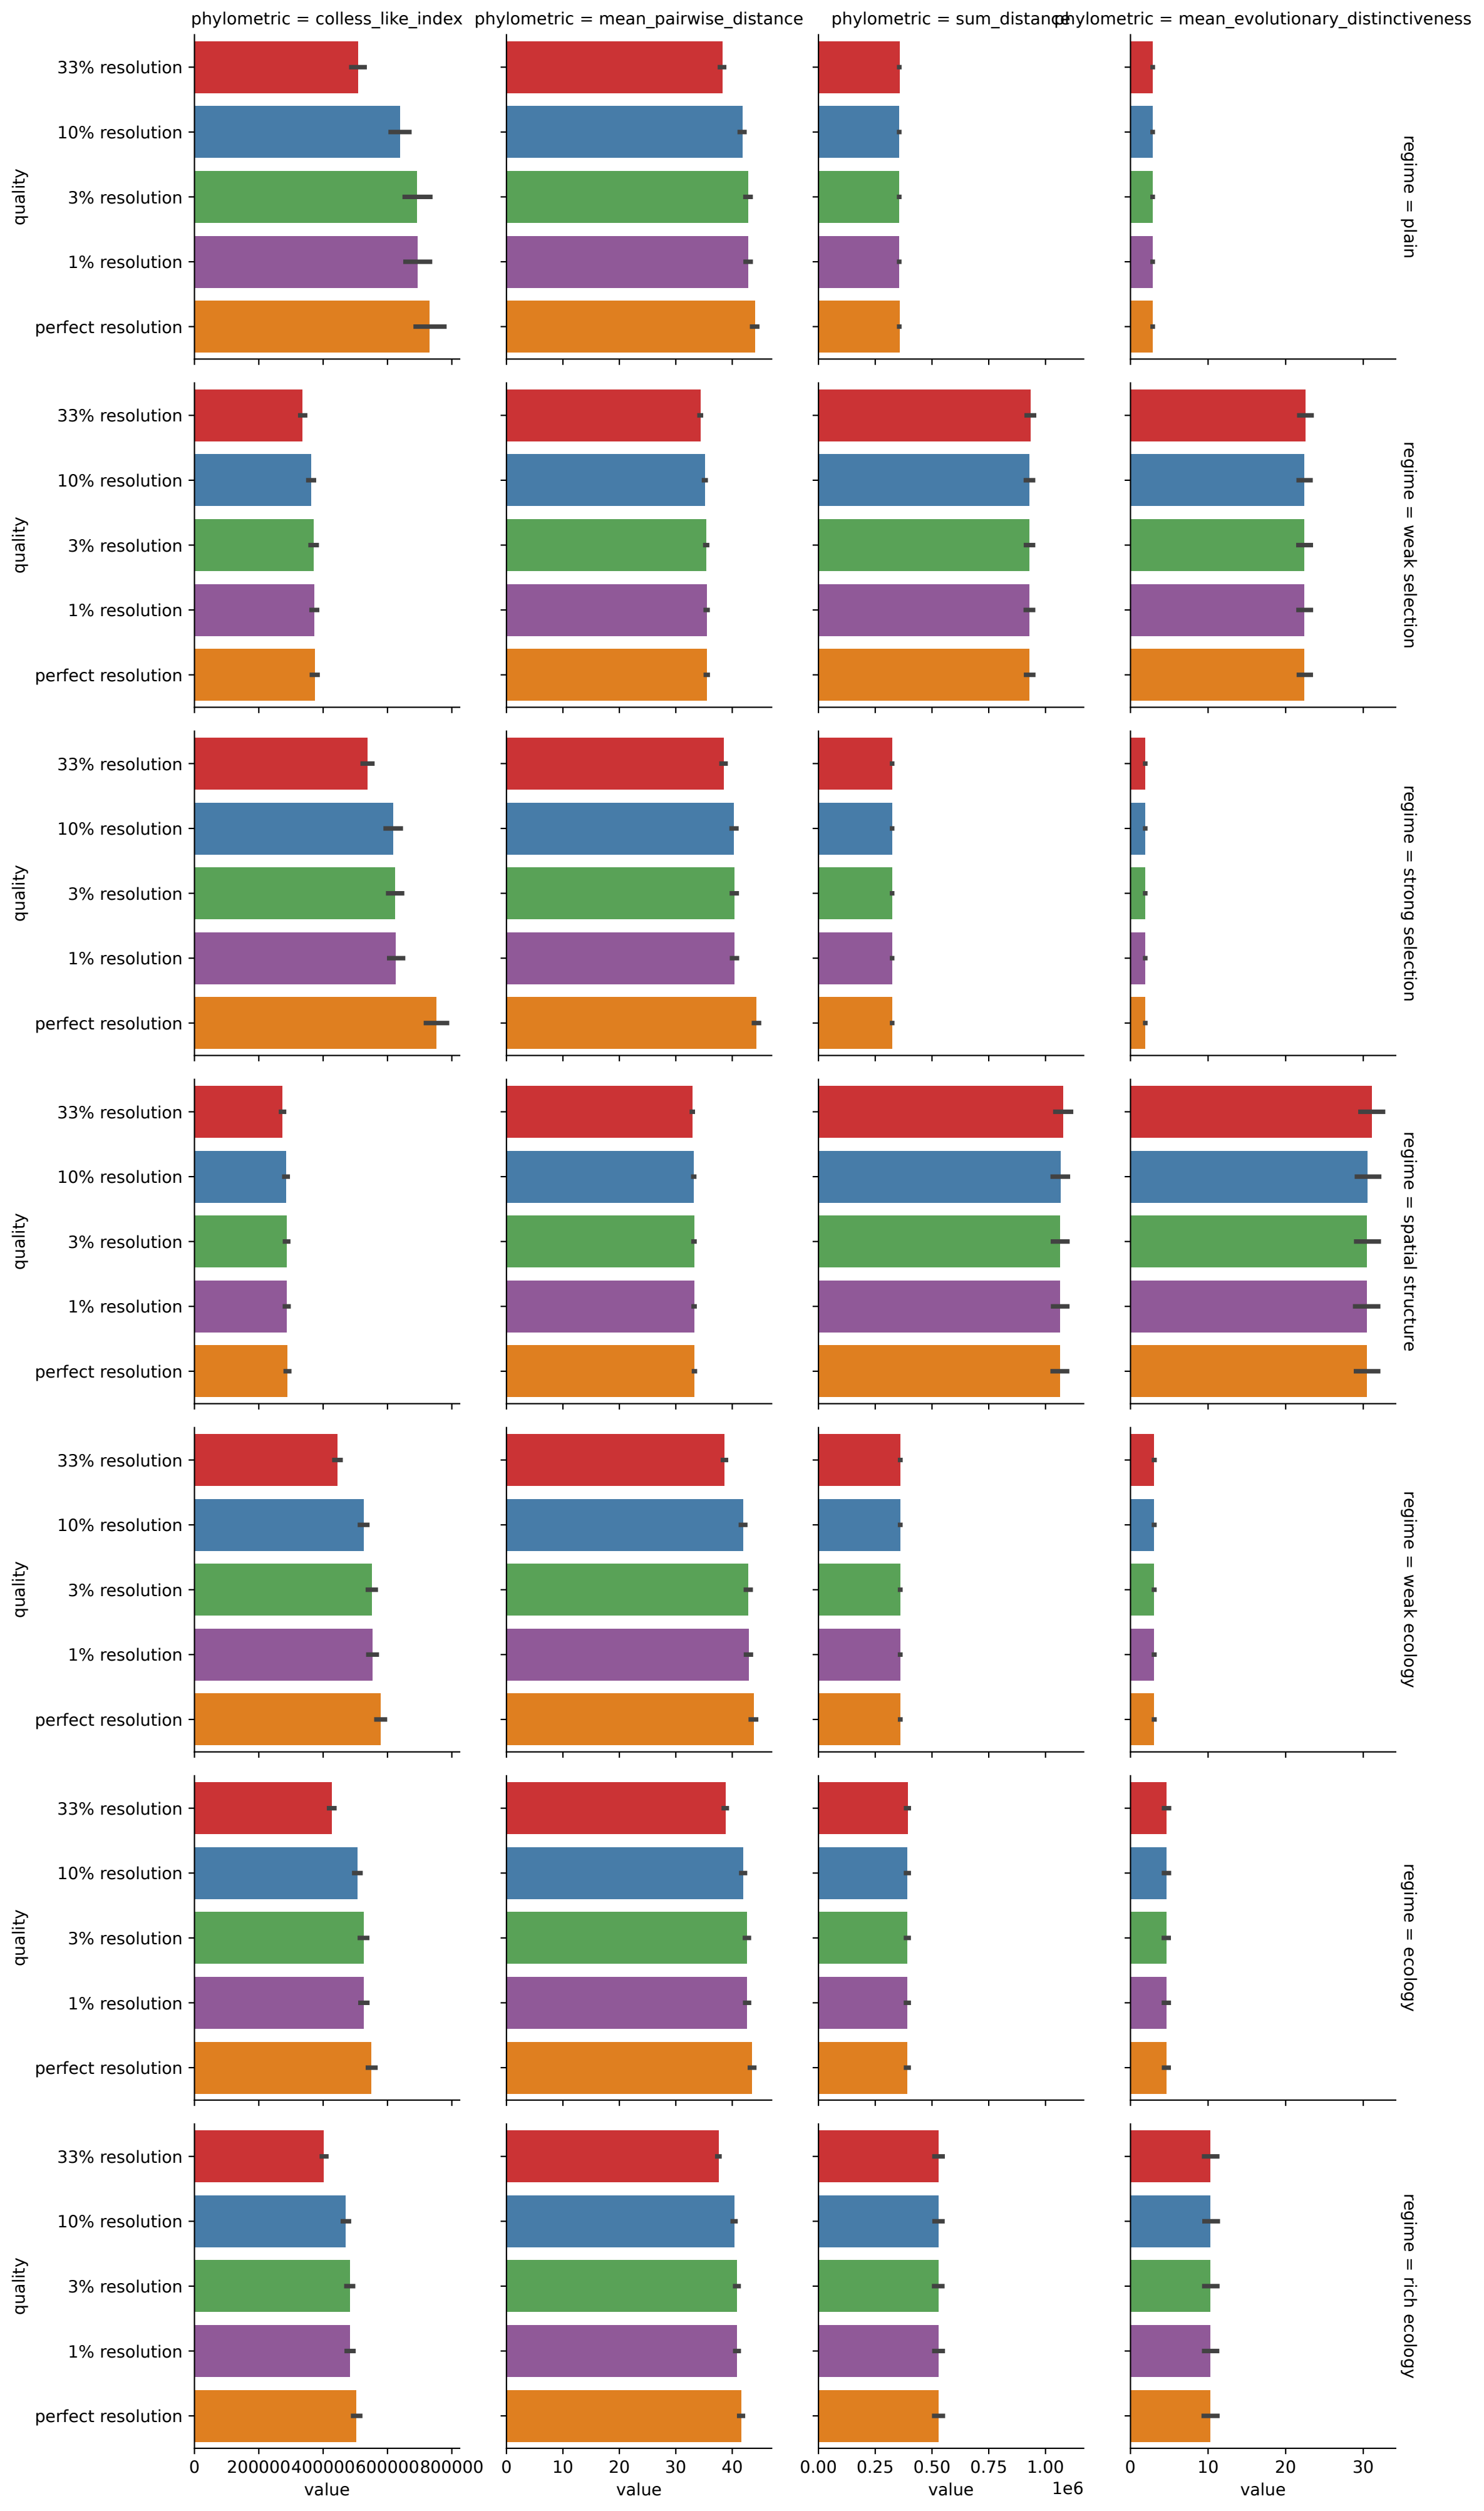 phylometric = colless_like_index phylometric = mean_pairwise_distance phylometric = sum_distance phylometric = mean_evolutionary_distinctiveness
33% resolution
10% resolution
3% resolution
1% resolution
perfect resolution
quality
regime = plain
33% resolution
10% resolution
3% resolution
1% resolution
perfect resolution
quality
regime = weak selection
33% resolution
10% resolution
3% resolution
1% resolution
perfect resolution
quality
regime = strong selection
33% resolution
10% resolution
3% resolution
1% resolution
perfect resolution
quality
regime = spatial structure
33% resolution
10% resolution
3% resolution
1% resolution
perfect resolution
quality
regime = weak ecology
33% resolution
10% resolution
3% resolution
1% resolution
perfect resolution
quality
regime = ecology
33% resolution
10% resolution
3% resolution
1% resolution
perfect resolution
quality
regime = rich ecology
0 200000 400000 600000 800000 0 10 20 30 40 0.00 0.25 0.50 0.75 1.00 0 10 20 30
1e6
value value value value